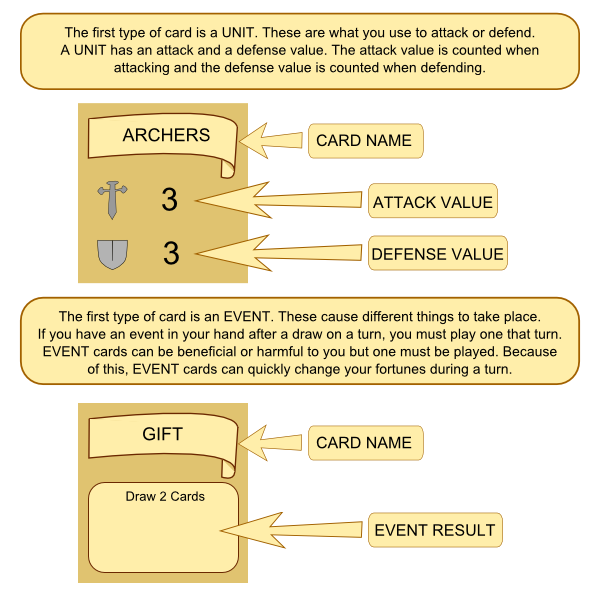 The first type of card is a UNIT. These are what you use to attack or defend.
A UNIT has an attack and a defense value. The attack value is counted when
attacking and the defense value is counted when defending.
ARCHERS
CARD NAME
3
ATTACK VALUE
3
DEFENSE VALUE
The first type of card is an EVENT. These cause different things to take place.
If you have an event in your hand after a draw on a turn, you must play one that turn.
EVENT cards can be beneficial or harmful to you but one must be played. Because
of this, EVENT cards can quickly change your fortunes during a turn.
GIFT
CARD NAME
Draw 2 Cards
EVENT RESULT